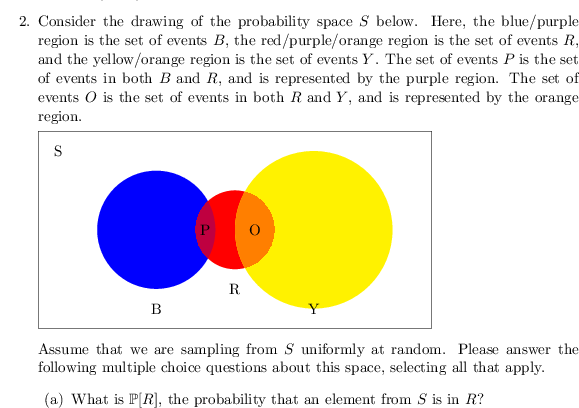 2. Consider the drawing of the probability space S below. Here, the blue/purple
region is the set of events B, the red/purple/orange region is the set of events R,
and the yellow/orange region is the set of events Y. The set of events P is the set
of events in both B and R, and is represented by the purple region. The set of
events O is the set of events in both R and Y, and is represented by the orange
region.
S
P
O
R
B
Y
Assume that we are sampling from S uniformly at random. Please answer the
following multiple choice questions about this space, selecting all that apply.
(a) What is ℙ[R], the probability that an element from S is in R?